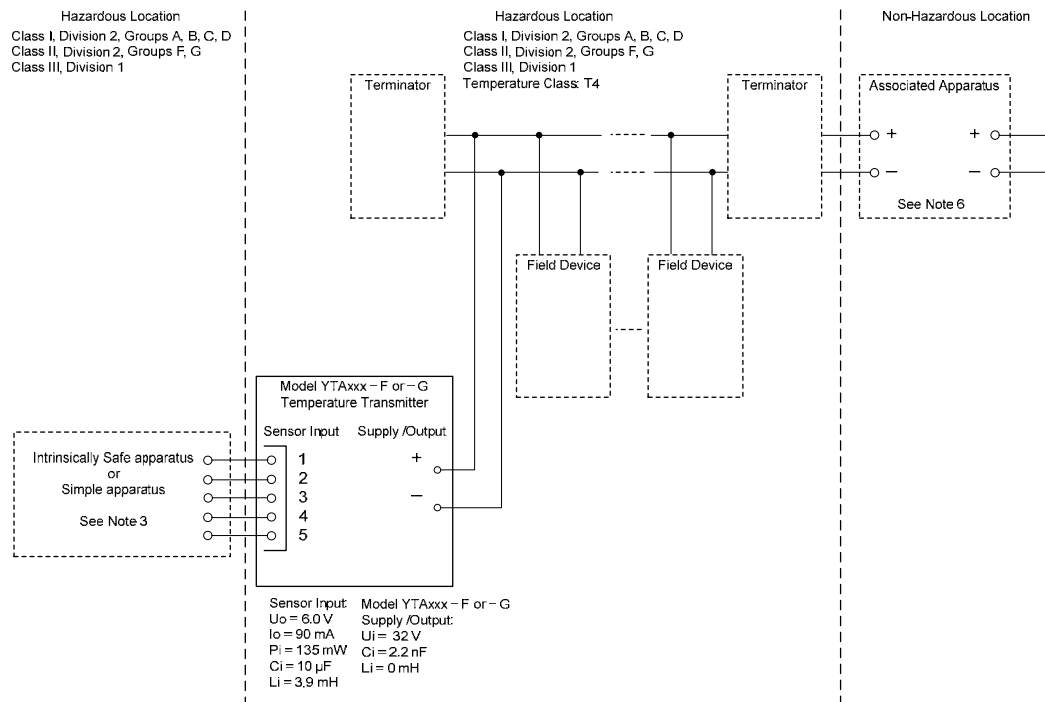 Hazardous Location
Class I, Division 2, Groups A, B, C, D
Class II, Division 2, Groups F, G
Class III, Division 1
Hazardous Location
Class I, Division 2, Groups A, B, C, D
Class II, Division 2, Groups F, G
Class III, Division 1
Temperature Class: T4
Non-Hazardous Location
Terminator
Terminator
Associated Apparatus
+ +
− −
See Note 6
Field Device
Field Device
Model YTAxxx – F or – G
Temperature Transmitter
Sensor Input Supply /Output
1
2
3
4
5
+
−
Intrinsically Safe apparatus
or
Simple apparatus
See Note 3
Sensor Input:
Uo = 6.0 V
Io = 90 mA
Pi = 135 mW
Ci = 10 µF
Li = 3.9 mH
Model YTAxxx – F or – G
Supply /Output:
Ui = 32 V
Ci = 2.2 nF
Li = 0 mH